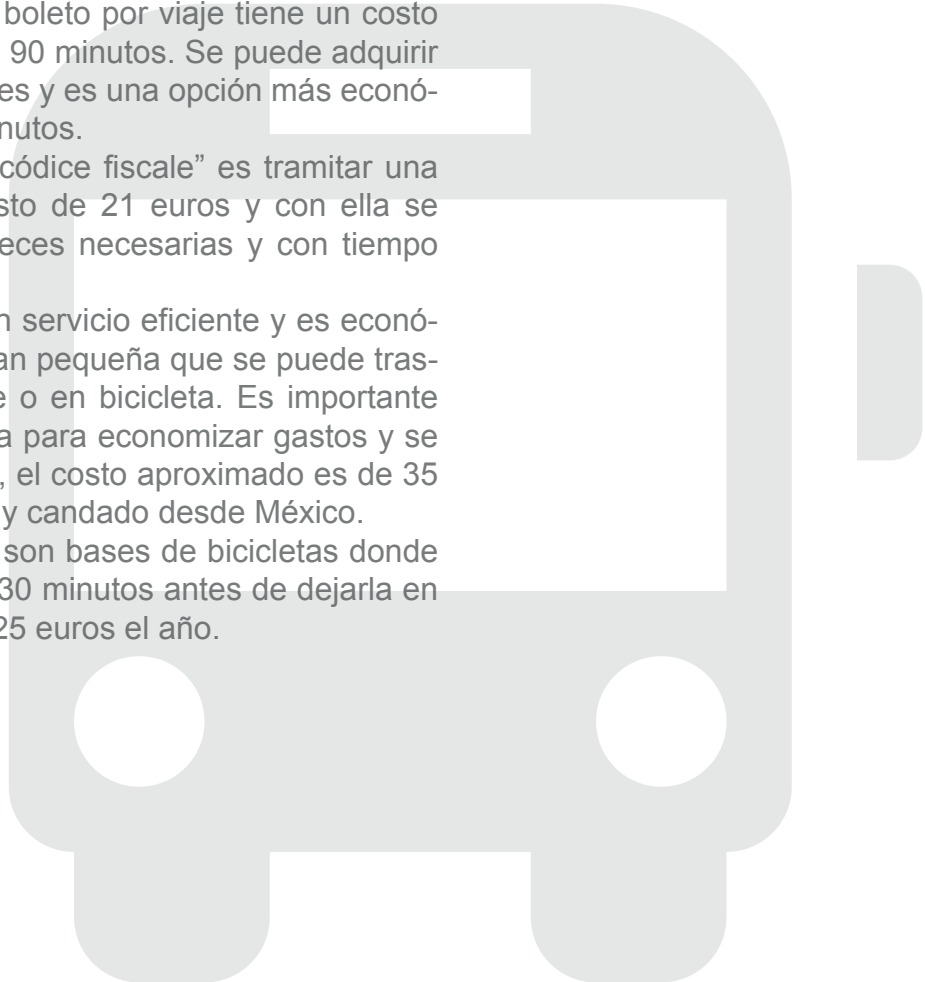 boleto por viaje tiene un costo
90 minutos. Se puede adquirir
es y es una opción más econó-
nutos.
códice fiscale” es tramitar una
sto de 21 euros y con ella se
eces necesarias y con tiempo
servicio eficiente y es econó-
an pequeña que se puede tras-
e o en bicicleta. Es importante
a para economizar gastos y se
, el costo aproximado es de 35
y candado desde México.
son bases de bicicletas donde
30 minutos antes de dejarla en
25 euros el año.